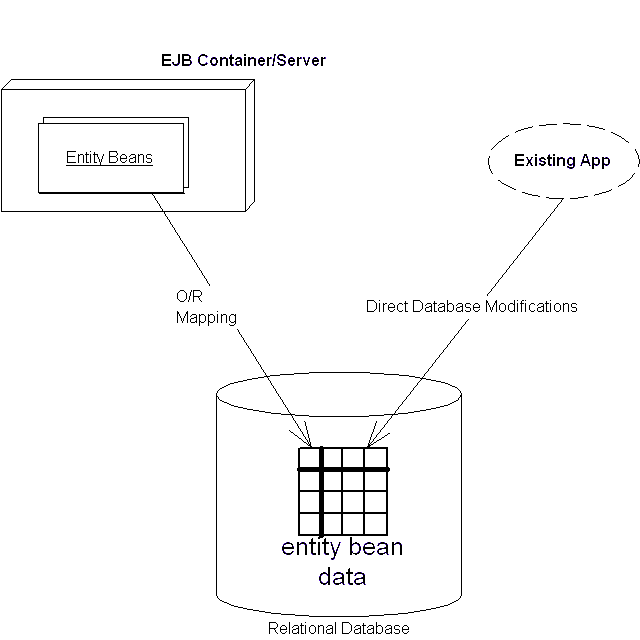 EJB Container/Server
Entity Beans
Existing App
O/R
Mapping
Direct Database Modifications
entity bean
data
Relational Database